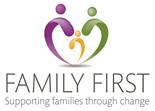 FAMILY FIRST
Supporting families through change